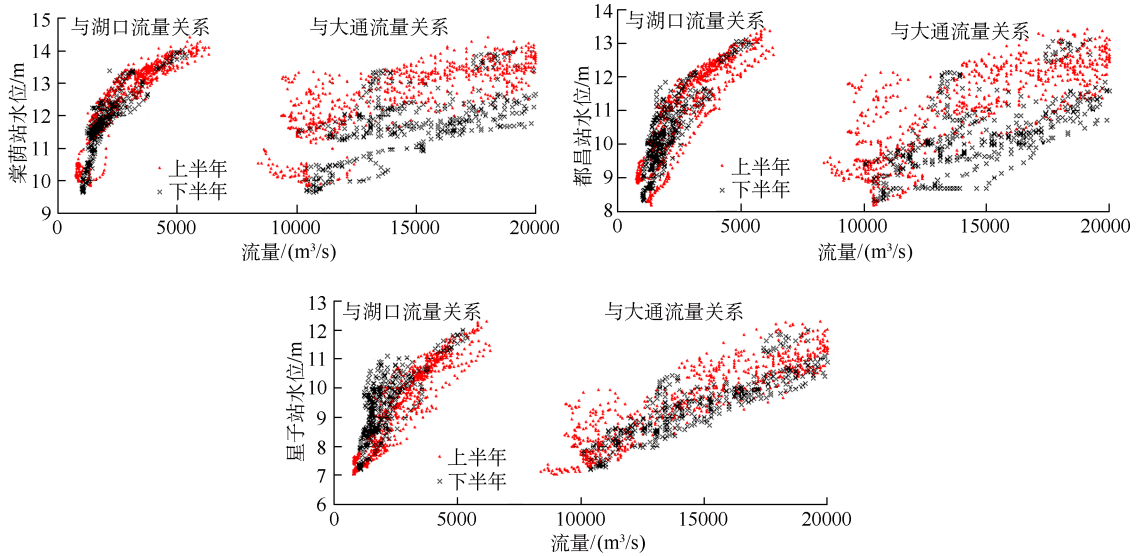 与湖口流量关系
与大通流量关系
15
14
13
12
11
10
9
棠荫站水位/m
上半年
下半年
0
5000
10000
15000
20000
流量/(m³/s)
与湖口流量关系
与大通流量关系
14
13
12
11
10
9
8
都昌站水位/m
上半年
下半年
0
5000
10000
15000
20000
流量/(m³/s)
与湖口流量关系
与大通流量关系
13
12
11
10
9
8
7
6
星子站水位/m
上半年
下半年
0
5000
10000
15000
20000
流量/(m³/s)